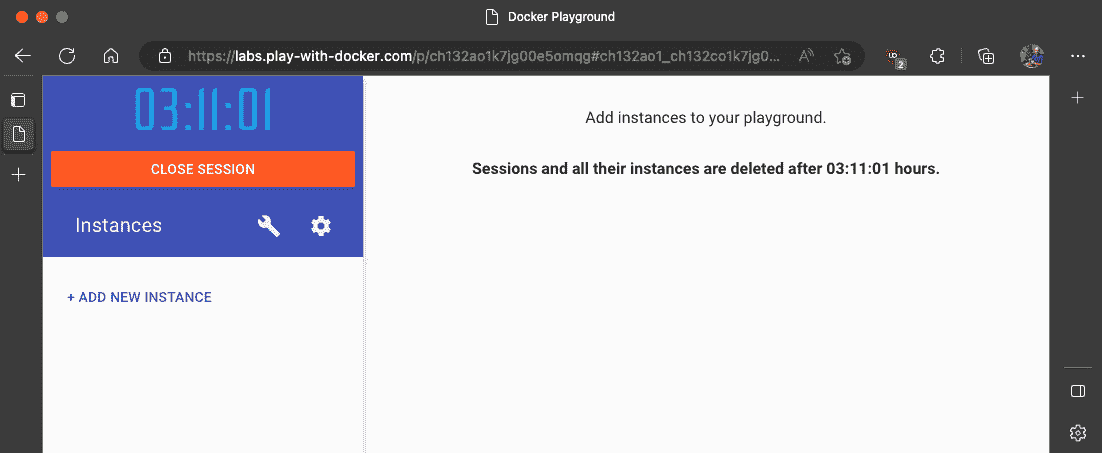 Docker Playground
https://labs.play-with-docker.com/p/ch132ao1k7jg00e5omqg#ch132ao1_ch132co1k7jg0...
2
03:11:01
Add instances to your playground.
CLOSE SESSION
Sessions and all their instances are deleted after 03:11:01 hours.
Instances
+ ADD NEW INSTANCE